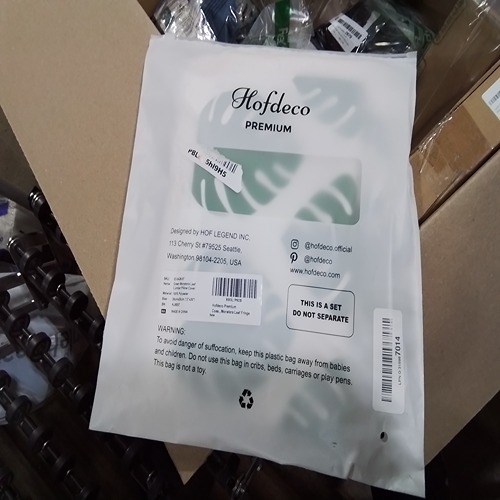 Hofdeco
PREMIUM
Designed by HOF LEGEND INC.
113 Cherry St #79525 Seattle,
Washington 98104-2205, USA
@hofdeco.official
@hofdeco
www.hofdeco.com
Hofdeco Premium
THIS IS A SET
DO NOT SEPARATE
WARNING:
To avoid danger of suffocation, keep this plastic bag away from babies
and children. Do not use this bag in cribs, beds, carriages or play pens.
This bag is not a toy.
7014